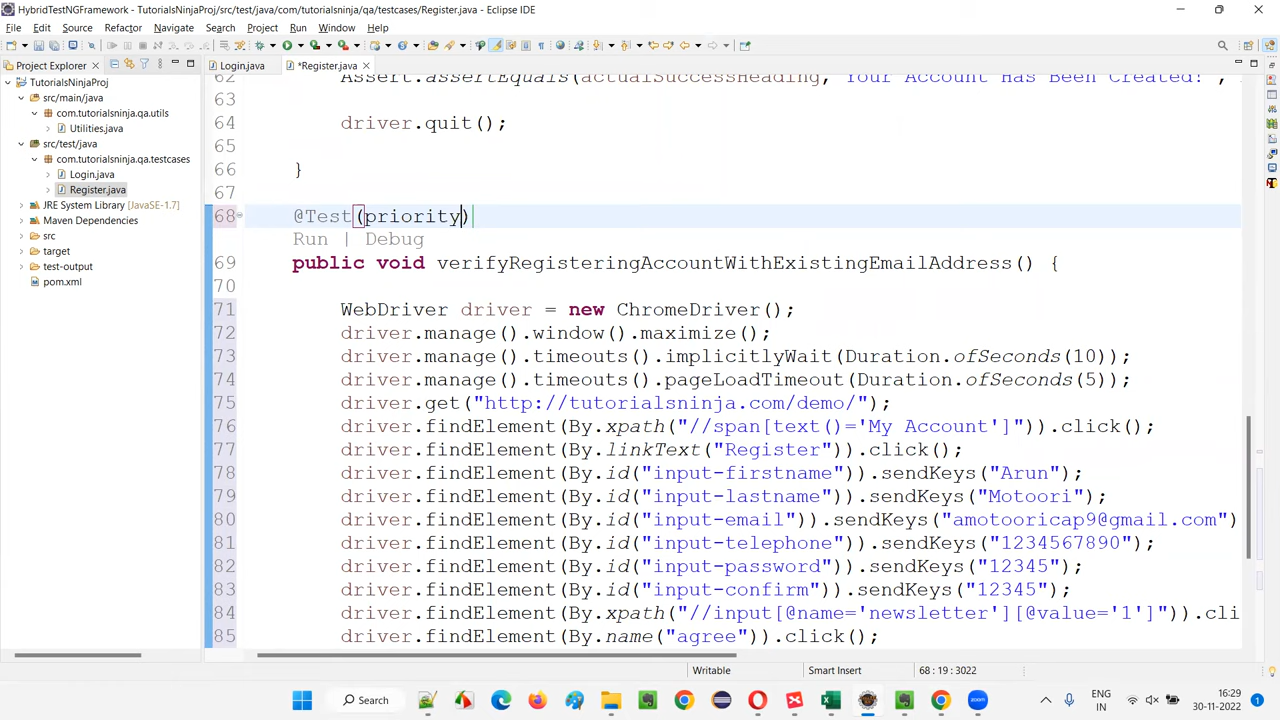 HybridTestNGFramework - TutorialsNinjaProj/src/test/java/com/tutorialsninja/qa/testcases/Register.java - Eclipse IDE
File Edit Source Refactor Navigate Search Project Run Window Help
Project Explorer
Login.java *Register.java
TutorialsNinjaProj
src/main/java
com.tutorialsninja.qa.utils
Utilities.java
src/test/java
com.tutorialsninja.qa.testcases
Login.java
Register.java
JRE System Library [JavaSE-1.7]
Maven Dependencies
src
target
test-output
pom.xml
62 Assert.assertEquals(actualSuccessHeading, "Your Account Has Been Created!",
63
64 driver.quit();
65
66 }
67
68 @Test(priority)
Run | Debug
69 public void verifyRegisteringAccountWithExistingEmailAddress() {
70
71 WebDriver driver = new ChromeDriver();
72 driver.manage().window().maximize();
73 driver.manage().timeouts().implicitlyWait(Duration.ofSeconds(10));
74 driver.manage().timeouts().pageLoadTimeout(Duration.ofSeconds(5));
75 driver.get("http://tutorialsninja.com/demo/");
76 driver.findElement(By.xpath("//span[text()='My Account']")).click();
77 driver.findElement(By.linkText("Register")).click();
78 driver.findElement(By.id("input-firstname")).sendKeys("Arun");
79 driver.findElement(By.id("input-lastname")).sendKeys("Motoori");
80 driver.findElement(By.id("input-email")).sendKeys("amotooricap9@gmail.com")
81 driver.findElement(By.id("input-telephone")).sendKeys("1234567890");
82 driver.findElement(By.id("input-password")).sendKeys("12345");
83 driver.findElement(By.id("input-confirm")).sendKeys("12345");
84 driver.findElement(By.xpath("//input[@name='newsletter'][@value='1']")).cli
85 driver.findElement(By.name("agree")).click();
Writable Smart Insert 68 : 19 : 3022
Search
ENG
IN
16:29
30-11-2022
1